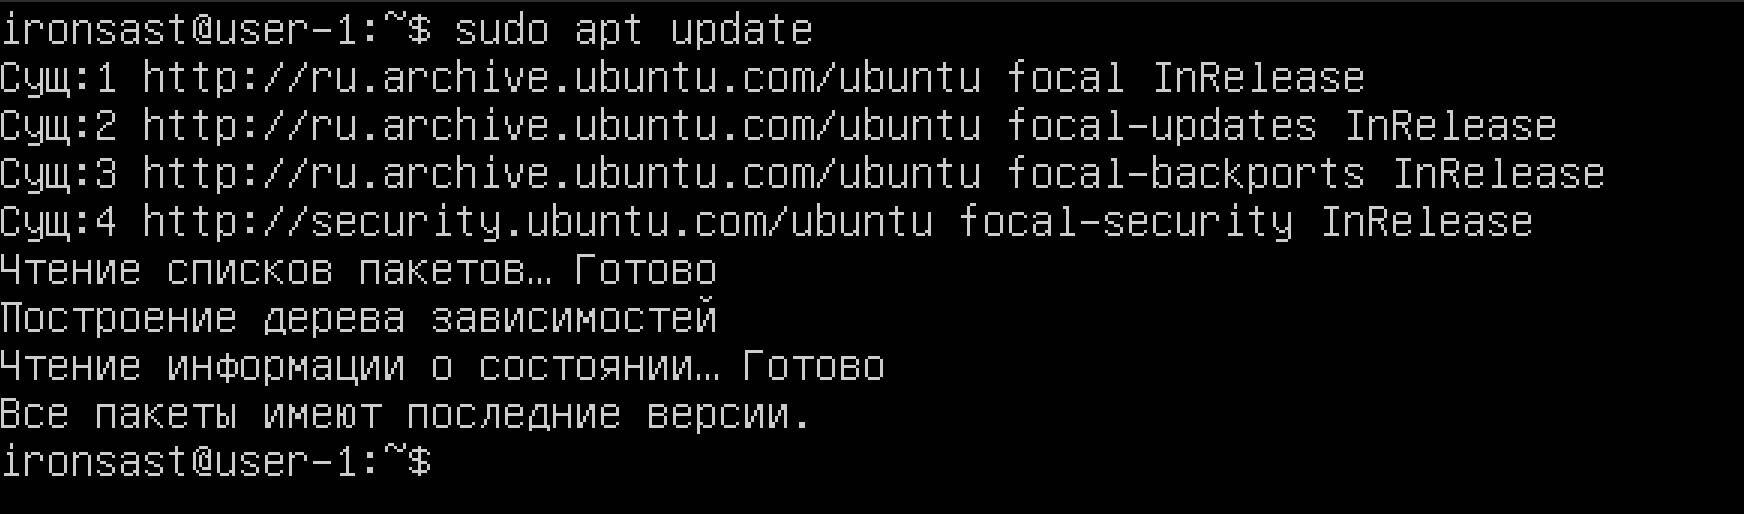 ironsast@user-1:~$ sudo apt update
Сущ:1 http://ru.archive.ubuntu.com/ubuntu focal InRelease
Сущ:2 http://ru.archive.ubuntu.com/ubuntu focal-updates InRelease
Сущ:3 http://ru.archive.ubuntu.com/ubuntu focal-backports InRelease
Сущ:4 http://security.ubuntu.com/ubuntu focal-security InRelease
Чтение списков пакетов… Готово
Построение дерева зависимостей
Чтение информации о состоянии… Готово
Все пакеты имеют последние версии.
ironsast@user-1:~$